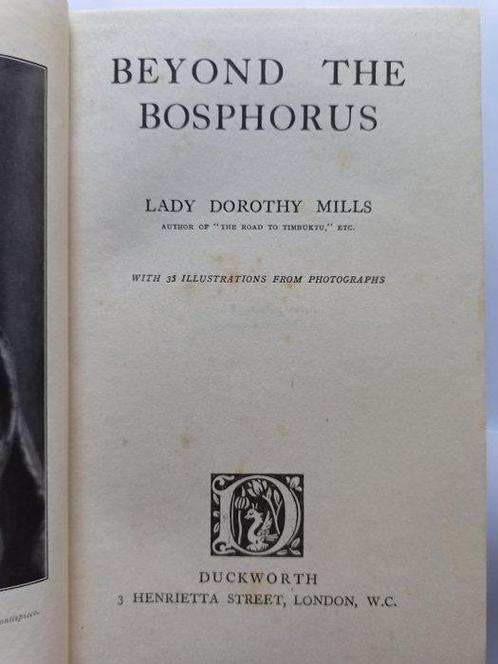 BEYOND THE
BOSPHORUS
LADY DOROTHY MILLS
AUTHOR OF "THE ROAD TO TIMBUKTU," ETC.
WITH 35 ILLUSTRATIONS FROM PHOTOGRAPHS
D
DUCKWORTH
3 HENRIETTA STREET, LONDON, W.C.